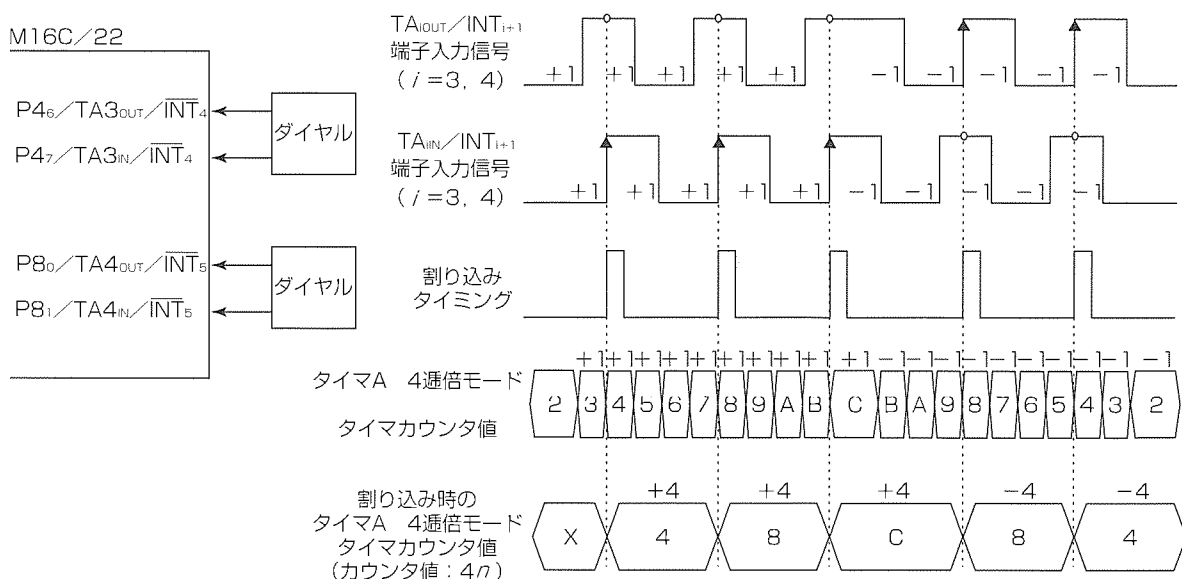 M16C/22
P4₆/TA3OUT/INT₄
P4₇/TA3IN/INT₄
ダイヤル
P8₀/TA4OUT/INT₅
P8₁/TA4IN/INT₅
ダイヤル
TAiOUT/INTi+1
端子入力信号
(i=3, 4)
+1 +1 +1 +1 +1 −1 −1 −1 −1 −1
TAiIN/INTi+1
端子入力信号
(i=3, 4)
+1 +1 +1 +1 +1 −1 −1 −1 −1 −1
割り込み
タイミング
+1 +1 +1 +1 +1 +1 +1 +1 +1 +1 −1 −1 −1 −1 −1 −1 −1 −1 −1 −1
タイマA 4逓倍モード
タイマカウンタ値
2 3 4 5 6 7 8 9 A B C B A 9 8 7 6 5 4 3 2
割り込み時の
タイマA 4逓倍モード
タイマカウンタ値
(カウンタ値:4n)
+4 +4 +4 −4 −4
X 4 8 C 8 4